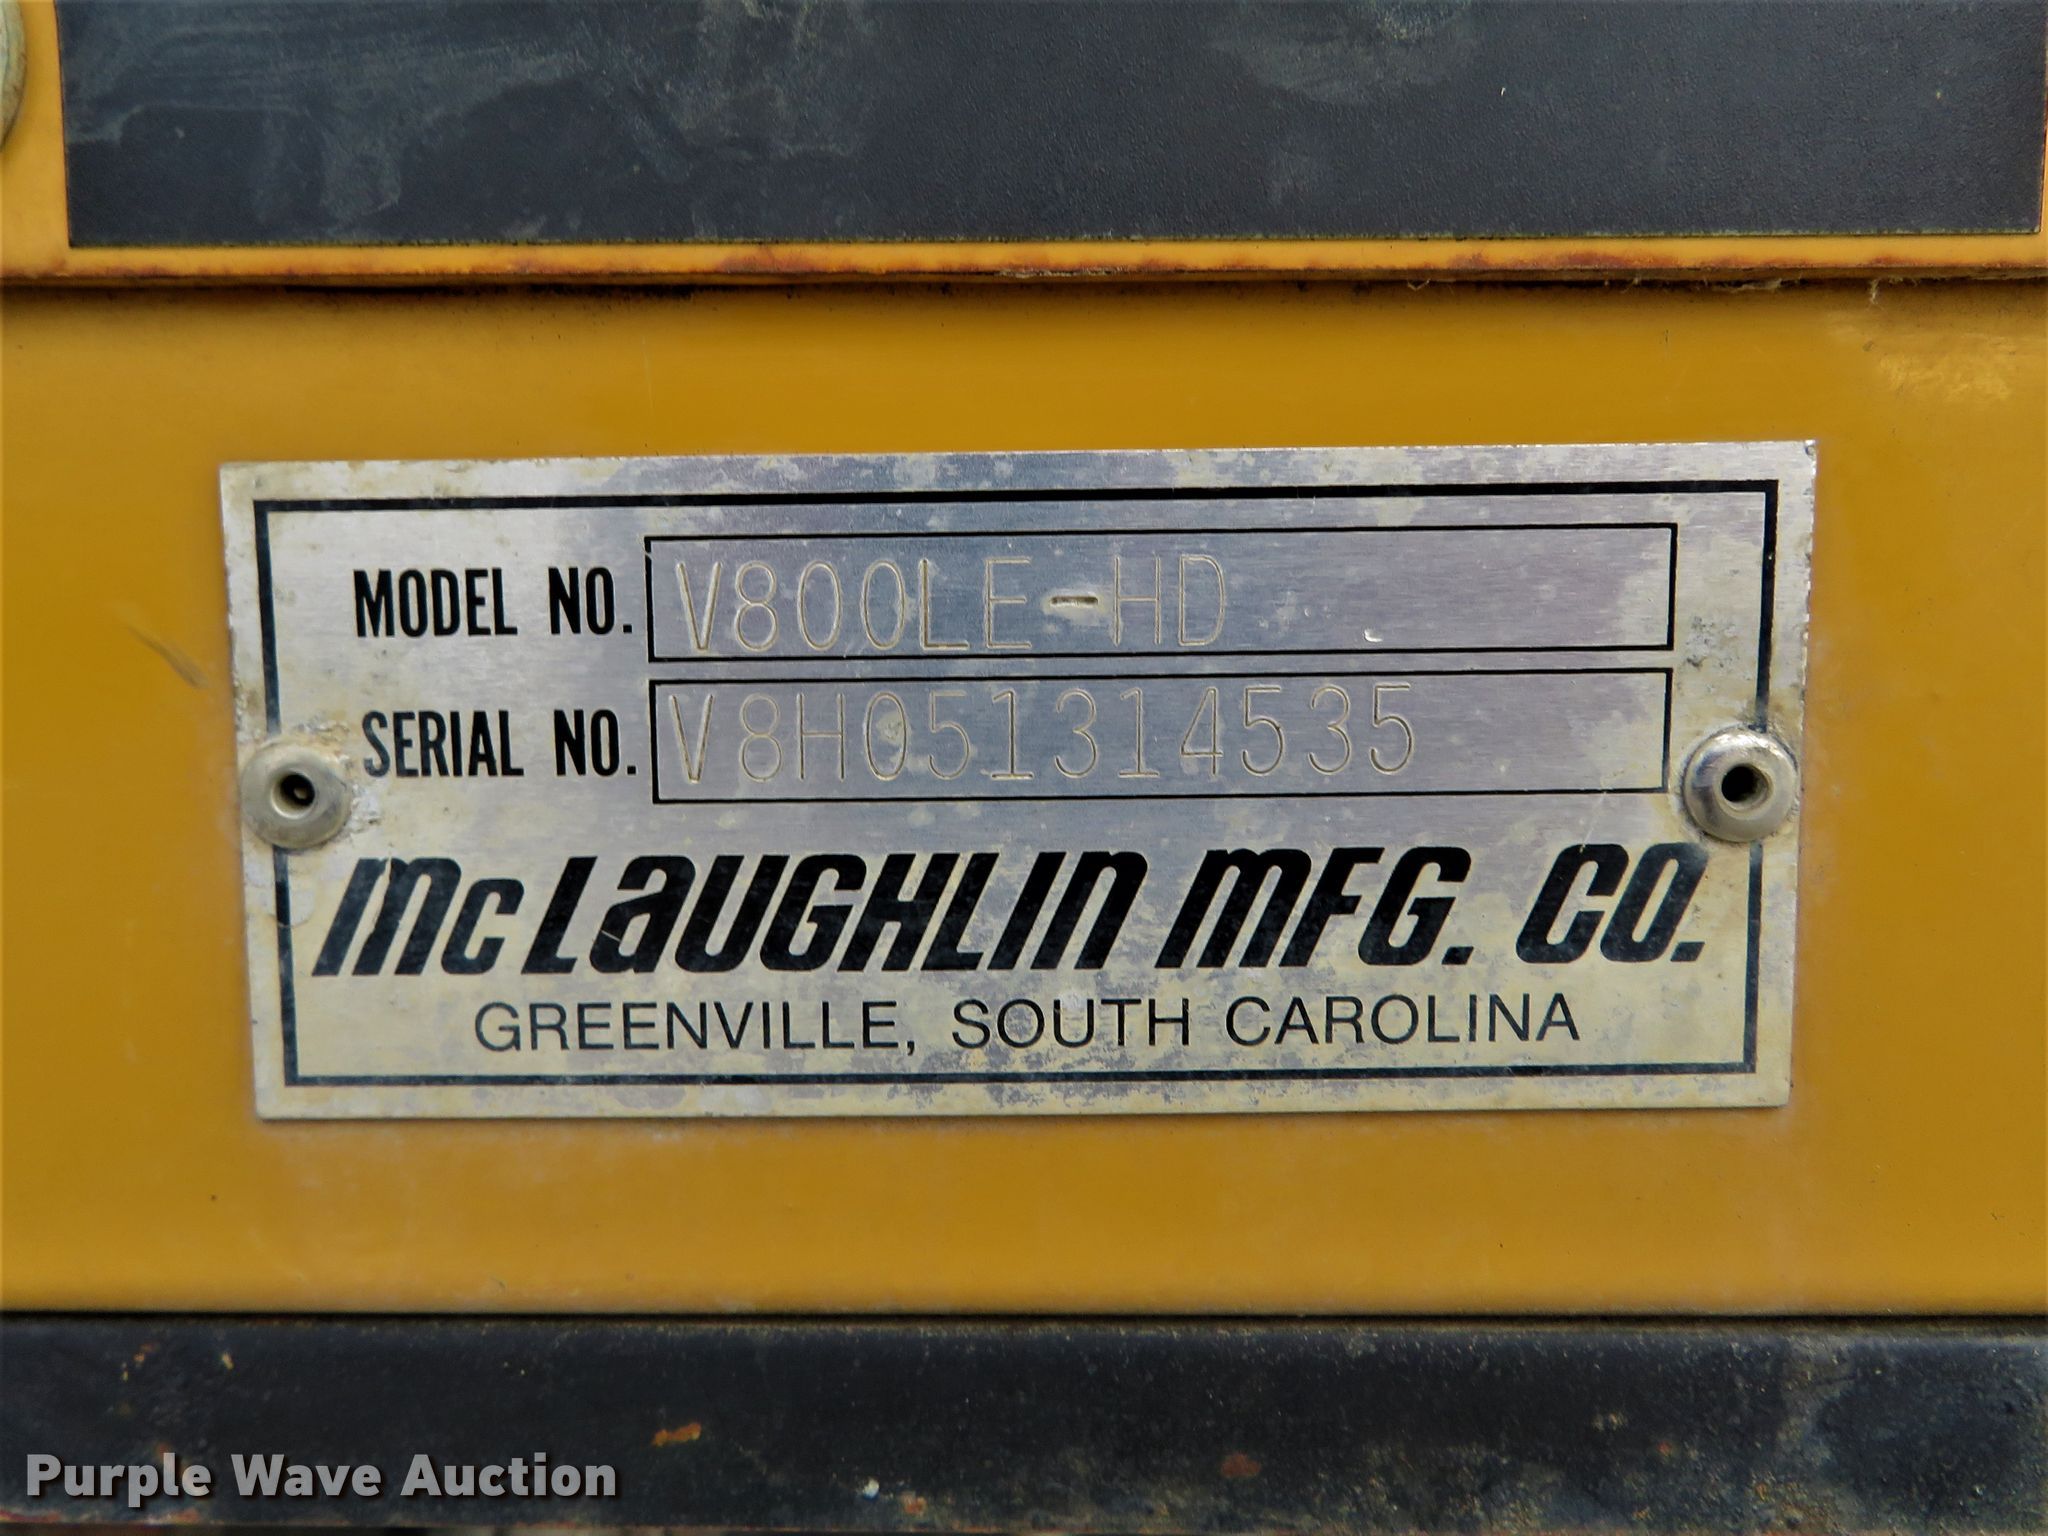 MODEL NO. V800LE-HD
SERIAL NO. V8H051314535
McLAUGHLIN MFG. CO.
GREENVILLE, SOUTH CAROLINA
Purple Wave Auction